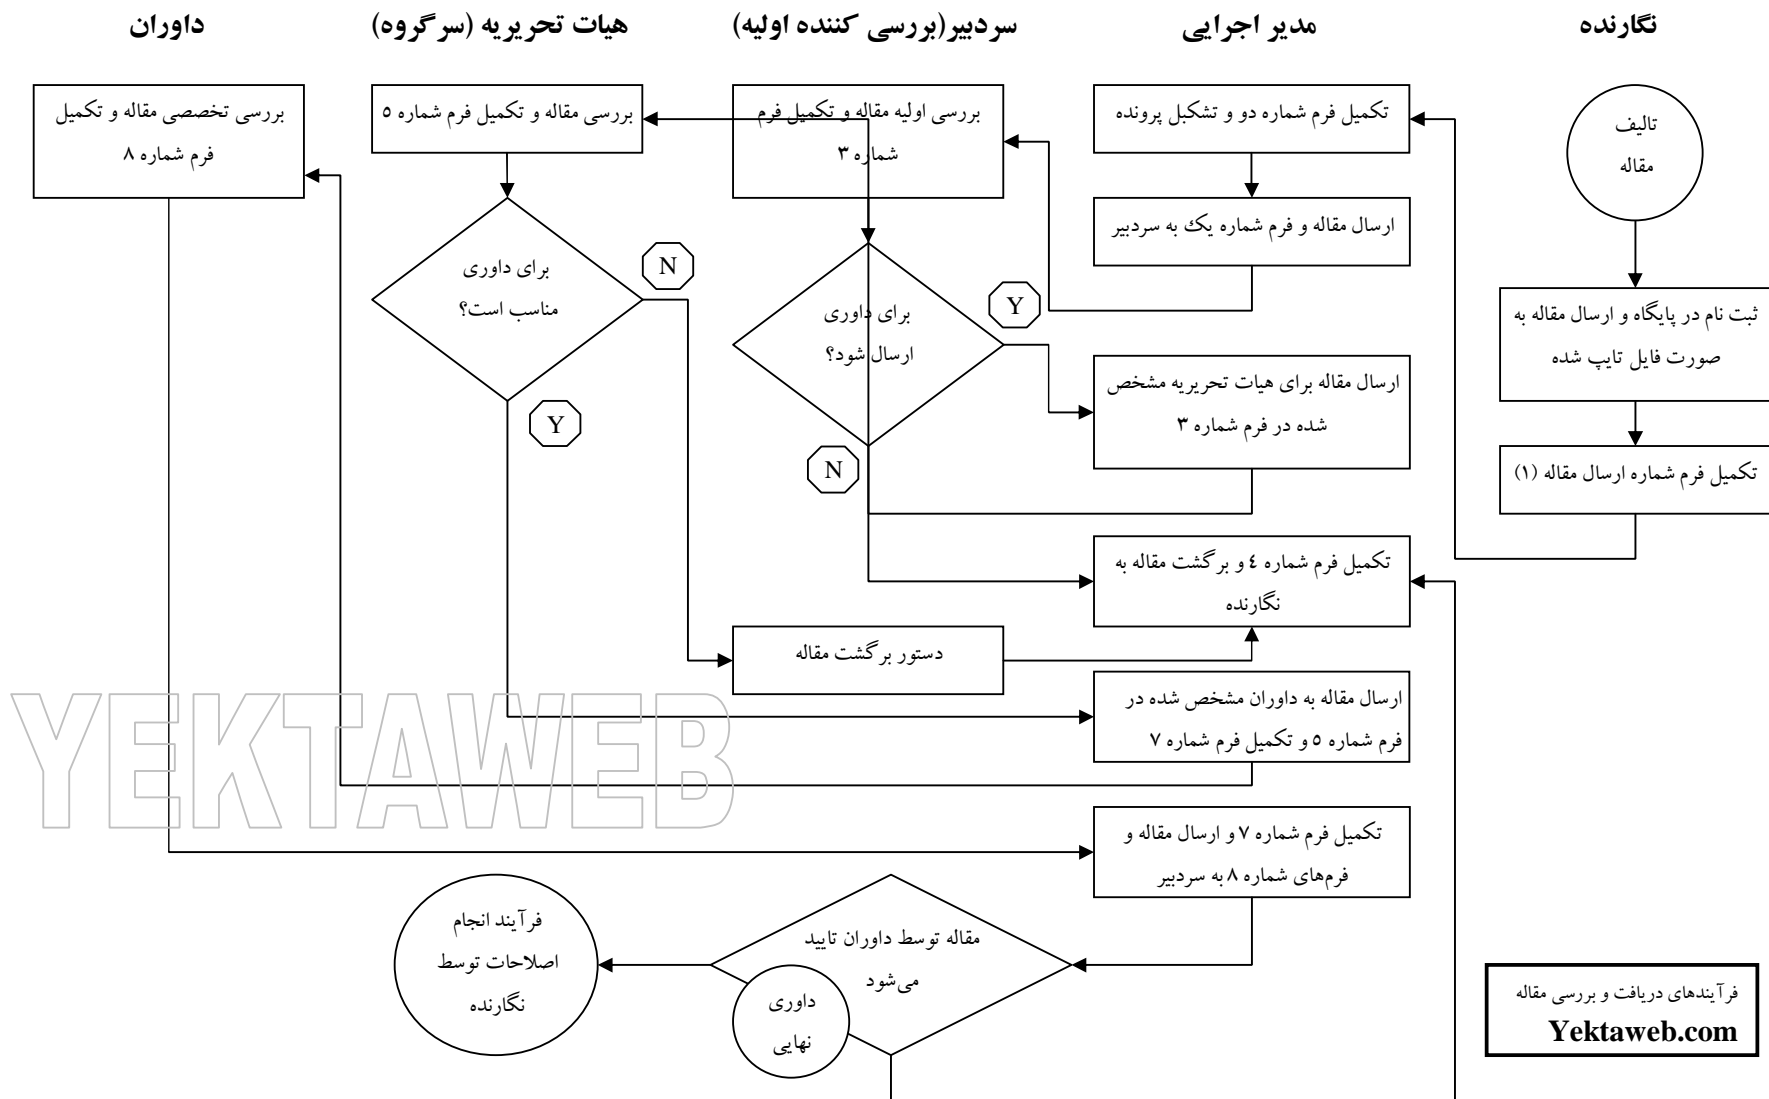 نگارنده
مدیر اجرایی
سردبیر(بررسی کننده اولیه)
هیات تحریریه (سرگروه)
داوران
تالیف
مقاله
ثبت نام در پایگاه و ارسال مقاله به
صورت فایل تایپ شده
تکمیل فرم شماره ارسال مقاله (۱)
تکمیل فرم شماره دو و تشکبل پرونده
ارسال مقاله و فرم شماره یک به سردبیر
بررسی اولیه مقاله و تکمیل فرم
شماره ۳
برای داوری
ارسال شود؟
Y
N
ارسال مقاله برای هیات تحریریه مشخص
شده در فرم شماره ۳
بررسی مقاله و تکمیل فرم شماره ٥
برای داوری
مناسب است؟
N
Y
تکمیل فرم شماره ٤ و برگشت مقاله به
نگارنده
دستور برگشت مقاله
ارسال مقاله به داوران مشخص شده در
فرم شماره ٥ و تکمیل فرم شماره ۷
بررسی تخصصی مقاله و تکمیل
فرم شماره ۸
تکمیل فرم شماره ۷ و ارسال مقاله و
فرم‌های شماره ۸ به سردبیر
مقاله توسط داوران تایید
می‌شود
داوری
نهایی
فرآیند انجام
اصلاحات توسط
نگارنده
YEKTAWEB
فرآیندهای دریافت و بررسی مقاله
Yektaweb.com